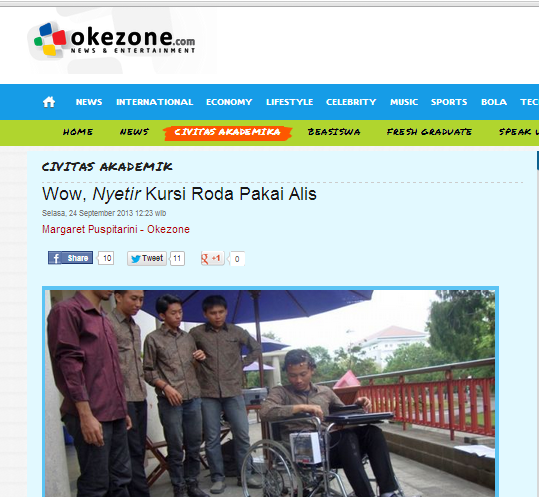 okezone.com
NEWS & ENTERTAINMENT
NEWS INTERNATIONAL ECONOMY LIFESTYLE CELEBRITY MUSIC SPORTS BOLA TEC
HOME NEWS CIVITAS AKADEMIKA BEASISWA FRESH GRADUATE SPEAK U
CIVITAS AKADEMIK
Wow, Nyetir Kursi Roda Pakai Alis
Selasa, 24 September 2013 12:23 wib
Margaret Puspitarini - Okezone
Share 10 Tweet 11 +1 0